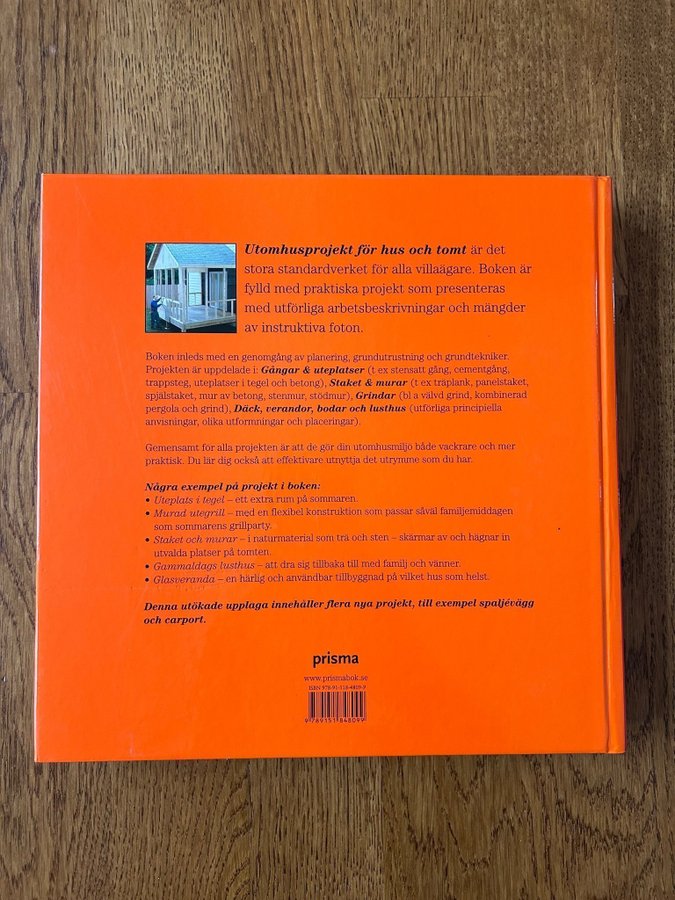 Utomhusprojekt för hus och tomt är det
stora standardverket för alla villaägare. Boken är
fylld med praktiska projekt som presenteras
med utförliga arbetsbeskrivningar och mängder
av instruktiva foton.
Boken inleds med en genomgång av planering, grundutrustning och grundtekniker.
Projekten är uppdelade i: Gångar & uteplatser (t ex stensatt gång, cementgång,
trappsteg, uteplatser i tegel och betong), Staket & murar (t ex träplank, panelstaket,
spjälstaket, mur av betong, stenmur, stödmur), Grindar (bl a välvd grind, kombinerad
pergola och grind), Däck, verandor, bodar och lusthus (utförliga principiella
anvisningar, olika utformningar och placeringar).
Gemensamt för alla projekten är att de gör din utomhusmiljö både vackrare och mer
praktisk. Du lär dig också att effektivare utnyttja det utrymme som du har.
Några exempel på projekt i boken:
• Uteplats i tegel – ett extra rum på sommaren.
• Murad utegrill – med en flexibel konstruktion som passar såväl familjemiddagen
som sommarens grillparty.
• Staket och murar – i naturmaterial som trä och sten – skärmar av och hägnar in
utvalda platser på tomten.
• Gammaldags lusthus – att dra sig tillbaka till med familj och vänner.
• Glasveranda – en härlig och användbar tillbyggnad på vilket hus som helst.
Denna utökade upplaga innehåller flera nya projekt, till exempel spaljévägg
och carport.
prisma
www.prismabok.se
ISBN 978-91-518-4809-9
9 789151 848099